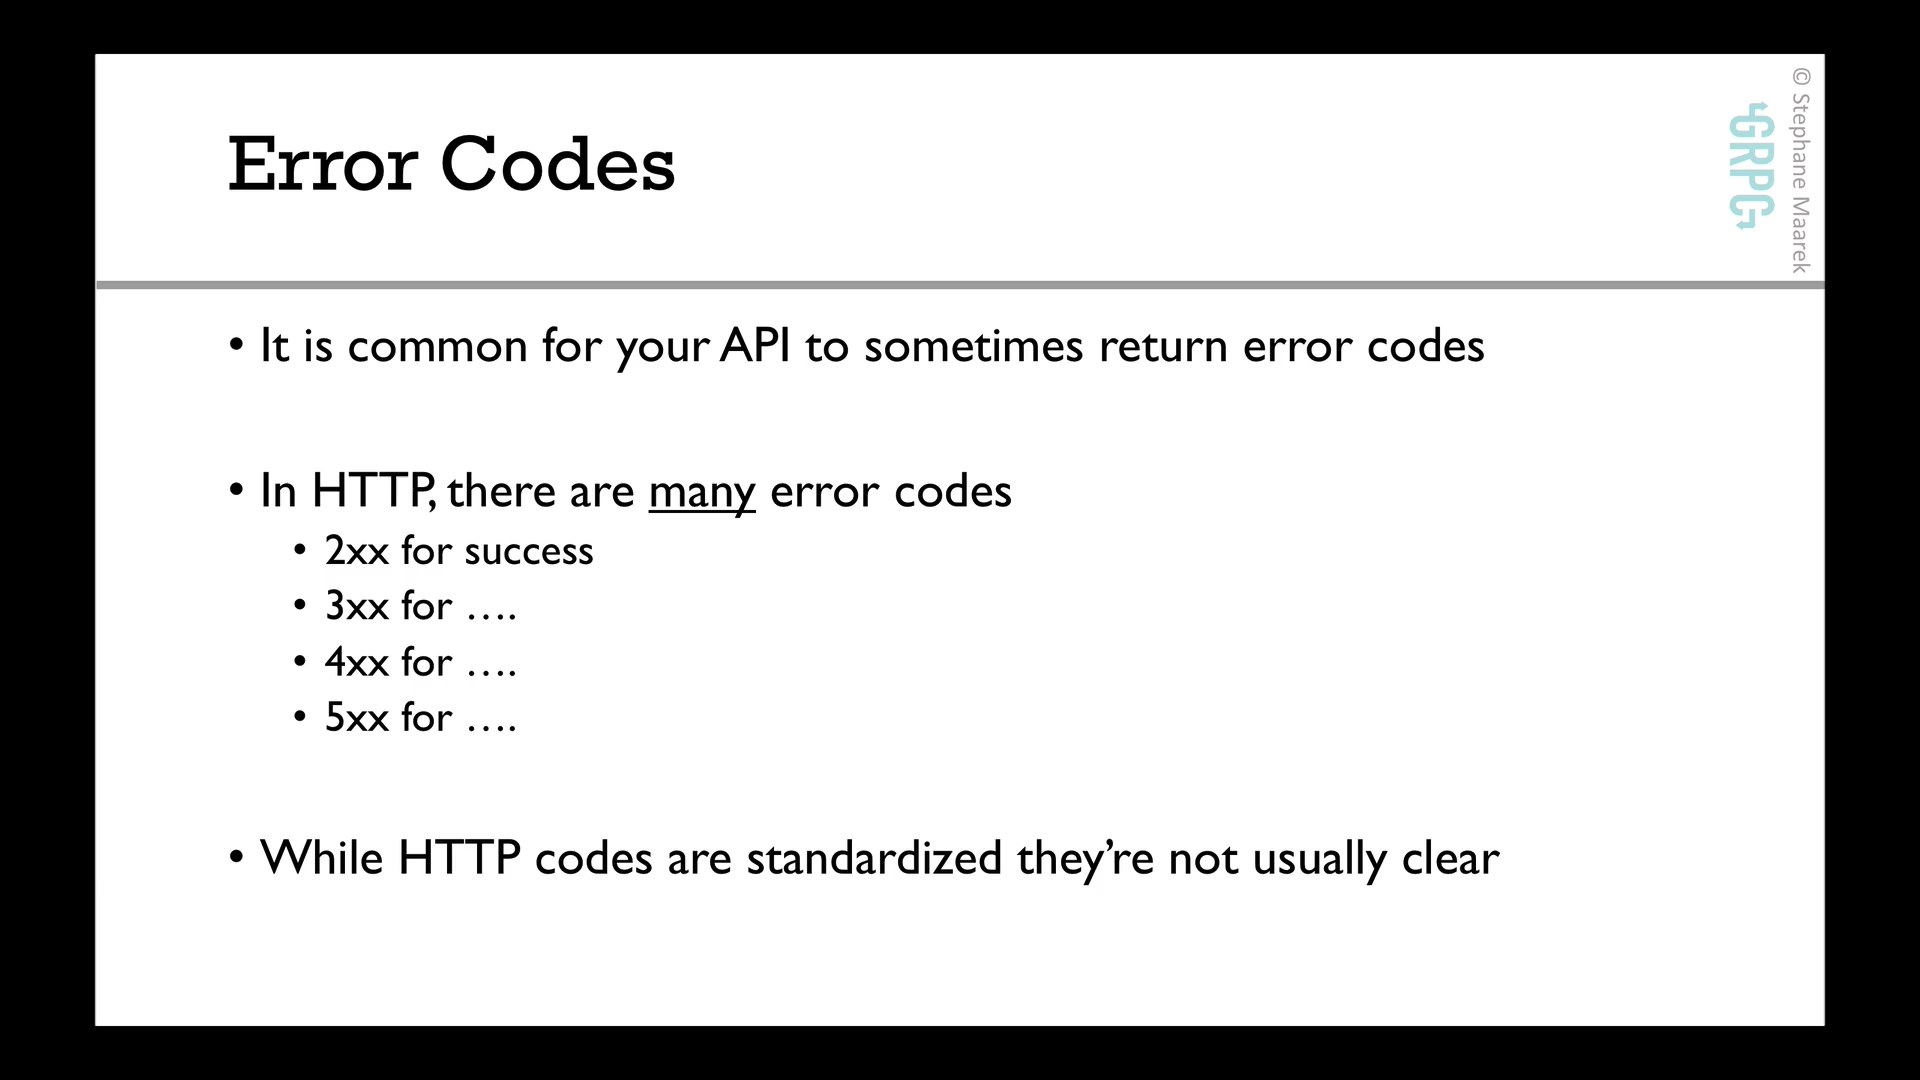 Error Codes
GRPC
© Stephane Maarek
• It is common for your API to sometimes return error codes
• In HTTP, there are many error codes
• 2xx for success
• 3xx for ….
• 4xx for ….
• 5xx for ….
• While HTTP codes are standardized they’re not usually clear